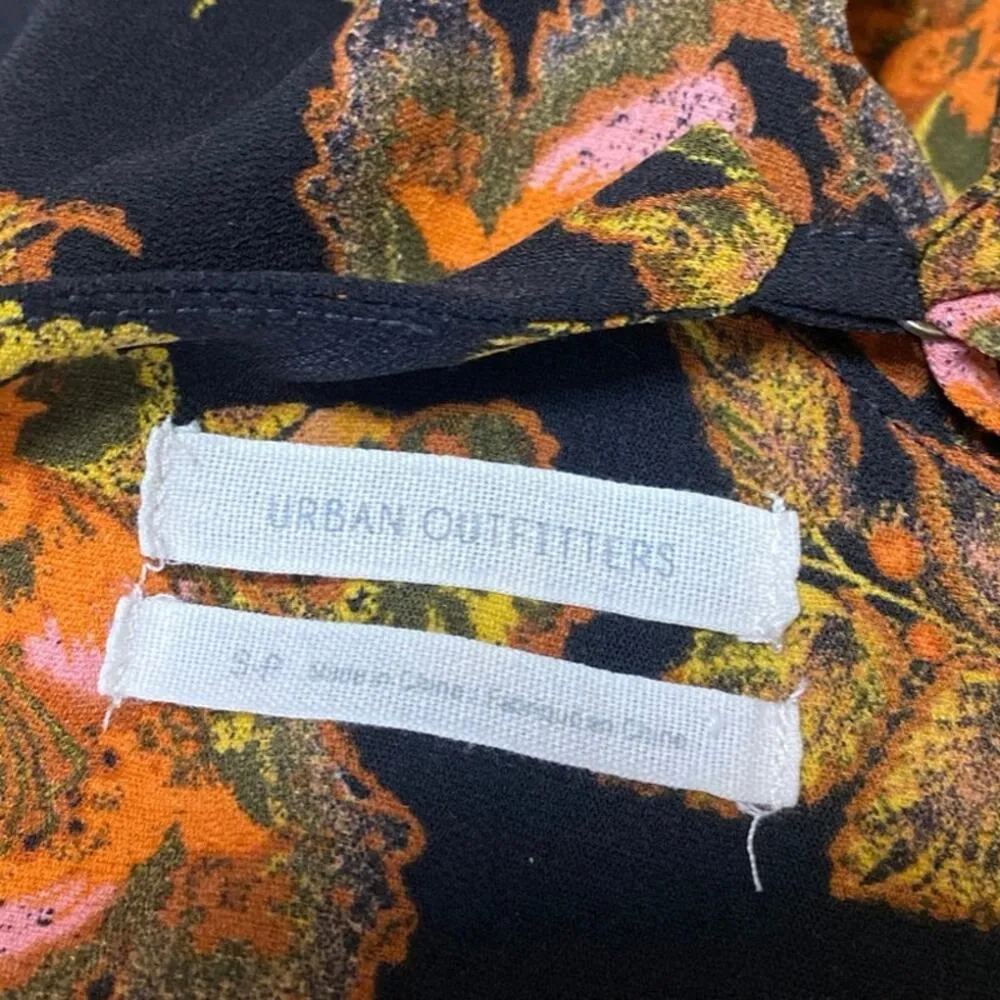 URBAN OUTFITTERS
S-P Made in China. Fabriqué en Chine